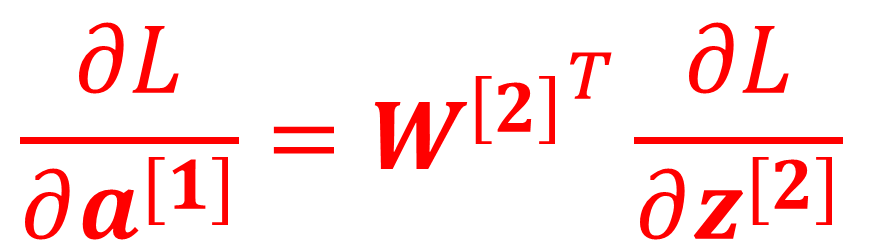 ∂L/∂a^[1] = W^[2]^T ∂L/∂z^[2]